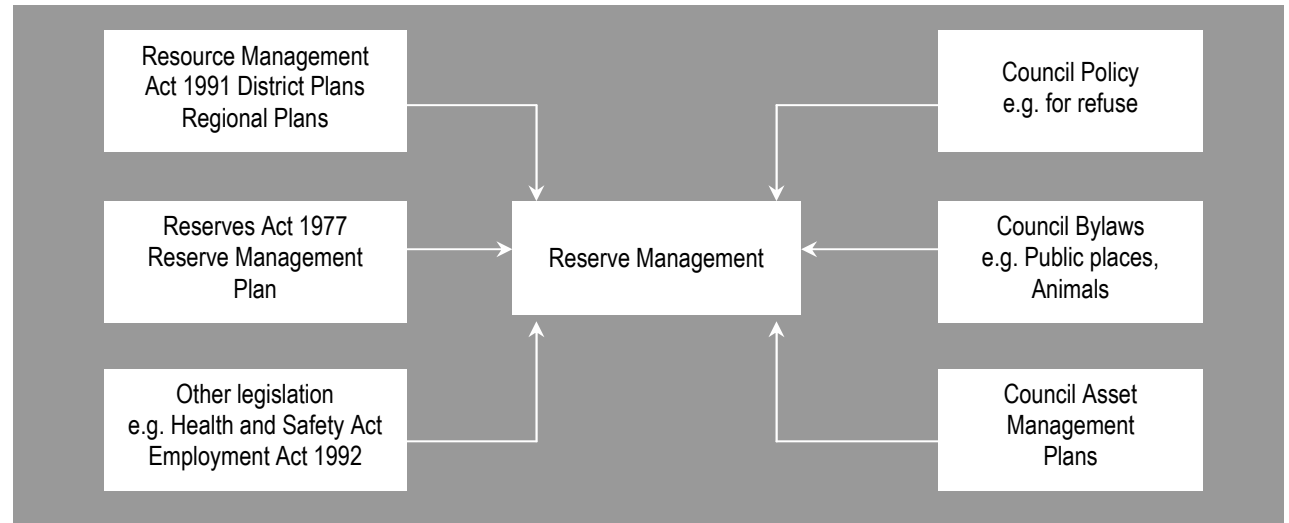 Resource Management
Act 1991 District Plans
Regional Plans
Council Policy
e.g. for refuse
Reserves Act 1977
Reserve Management
Plan
Reserve Management
Council Bylaws
e.g. Public places,
Animals
Other legislation
e.g. Health and Safety Act
Employment Act 1992
Council Asset
Management
Plans